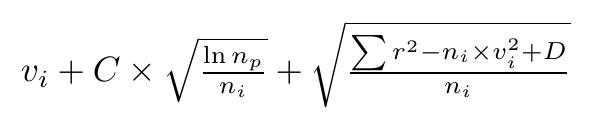 $v_i + C \times \sqrt{\frac{\ln n_p}{n_i}} + \sqrt{\frac{\sum r^2 - n_i \times v_i^2 + D}{n_i}}$